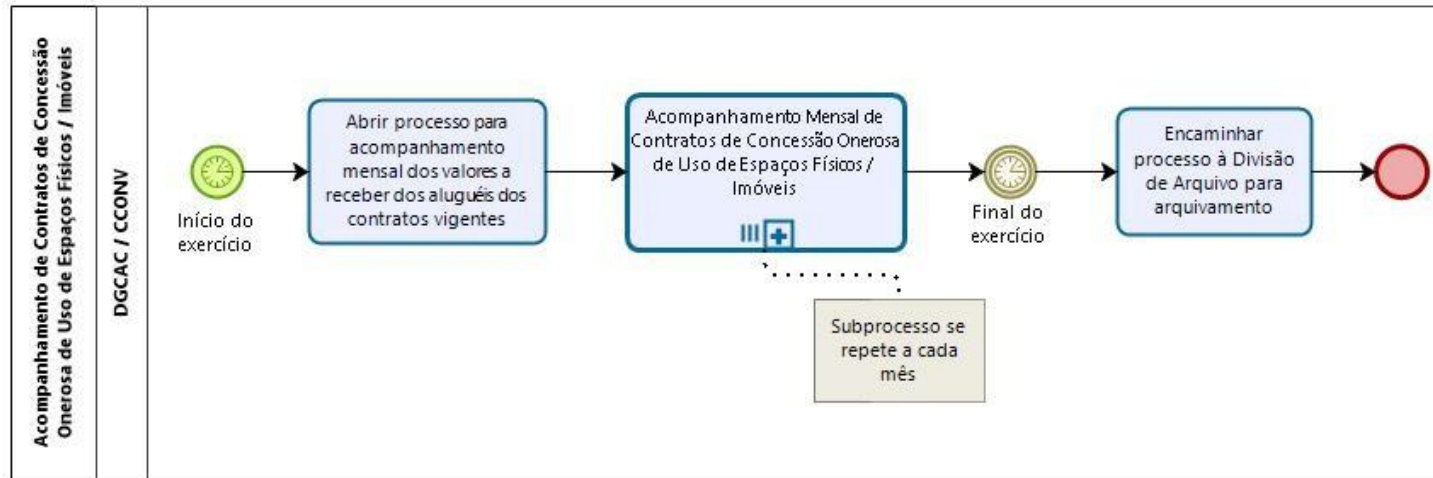 Acompanhamento de Contratos de Concessão
Onerosa de Uso de Espaços Físicos / Imóveis
DGCAC / CCONV
Início do
exercício
Abrir processo para
acompanhamento
mensal dos valores a
receber dos aluguéis dos
contratos vigentes
Acompanhamento Mensal de
Contratos de Concessão Onerosa
de Uso de Espaços Físicos /
Imóveis
Subprocesso se
repete a cada
mês
Final do
exercício
Encaminhar
processo à Divisão
de Arquivo para
arquivamento